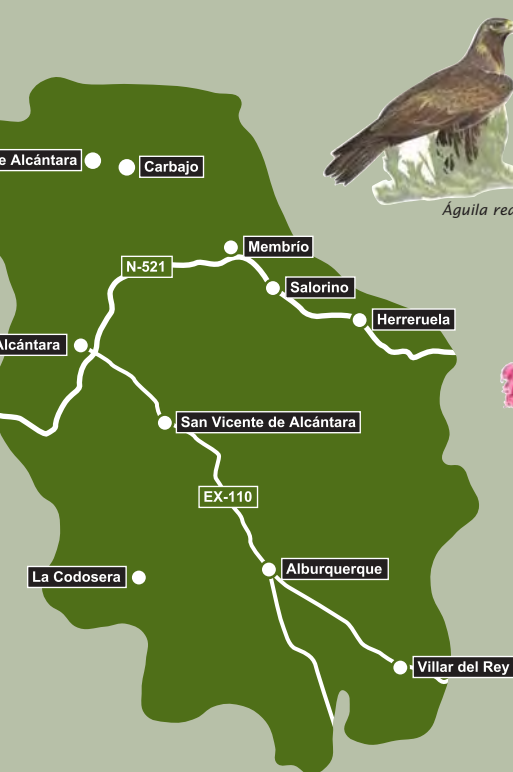 e Alcántara
Carbajo
Águila rea
Membrío
N-521
Salorino
Herreruela
Alcántara
San Vicente de Alcántara
EX-110
Alburquerque
La Codosera
Villar del Rey